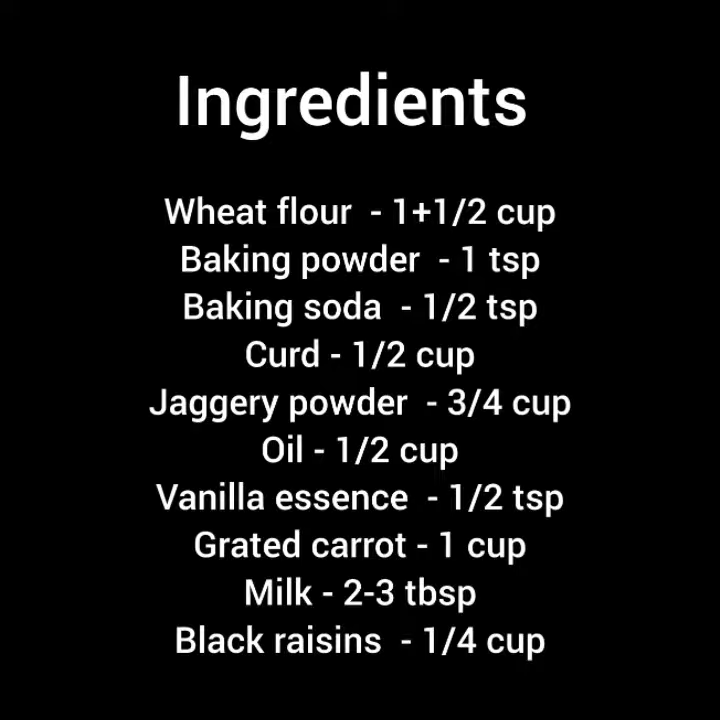 Ingredients
Wheat flour - 1+1/2 cup
Baking powder - 1 tsp
Baking soda - 1/2 tsp
Curd - 1/2 cup
Jaggery powder - 3/4 cup
Oil - 1/2 cup
Vanilla essence - 1/2 tsp
Grated carrot - 1 cup
Milk - 2-3 tbsp
Black raisins - 1/4 cup